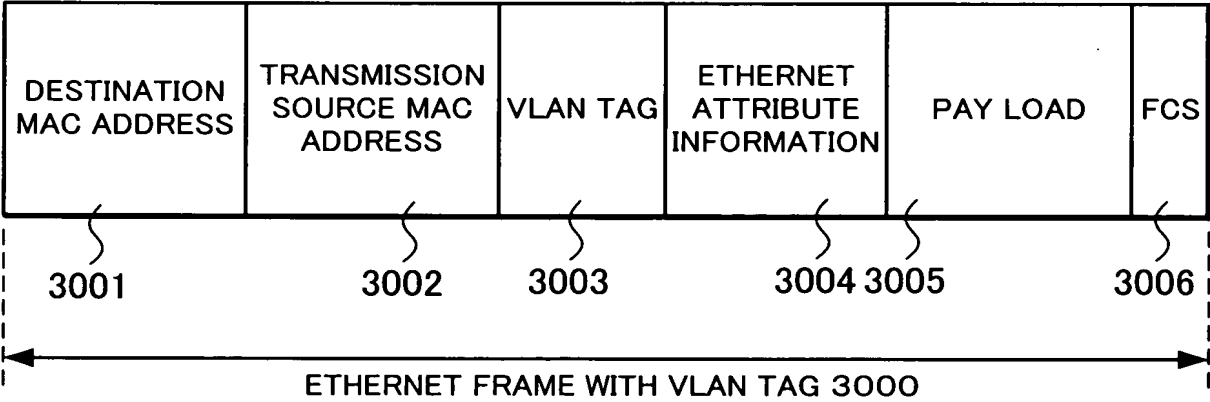 DESTINATION
MAC ADDRESS
TRANSMISSION
SOURCE MAC
ADDRESS
VLAN TAG
ETHERNET
ATTRIBUTE
INFORMATION
PAY LOAD
FCS
3001
3002
3003
3004
3005
3006
ETHERNET FRAME WITH VLAN TAG 3000